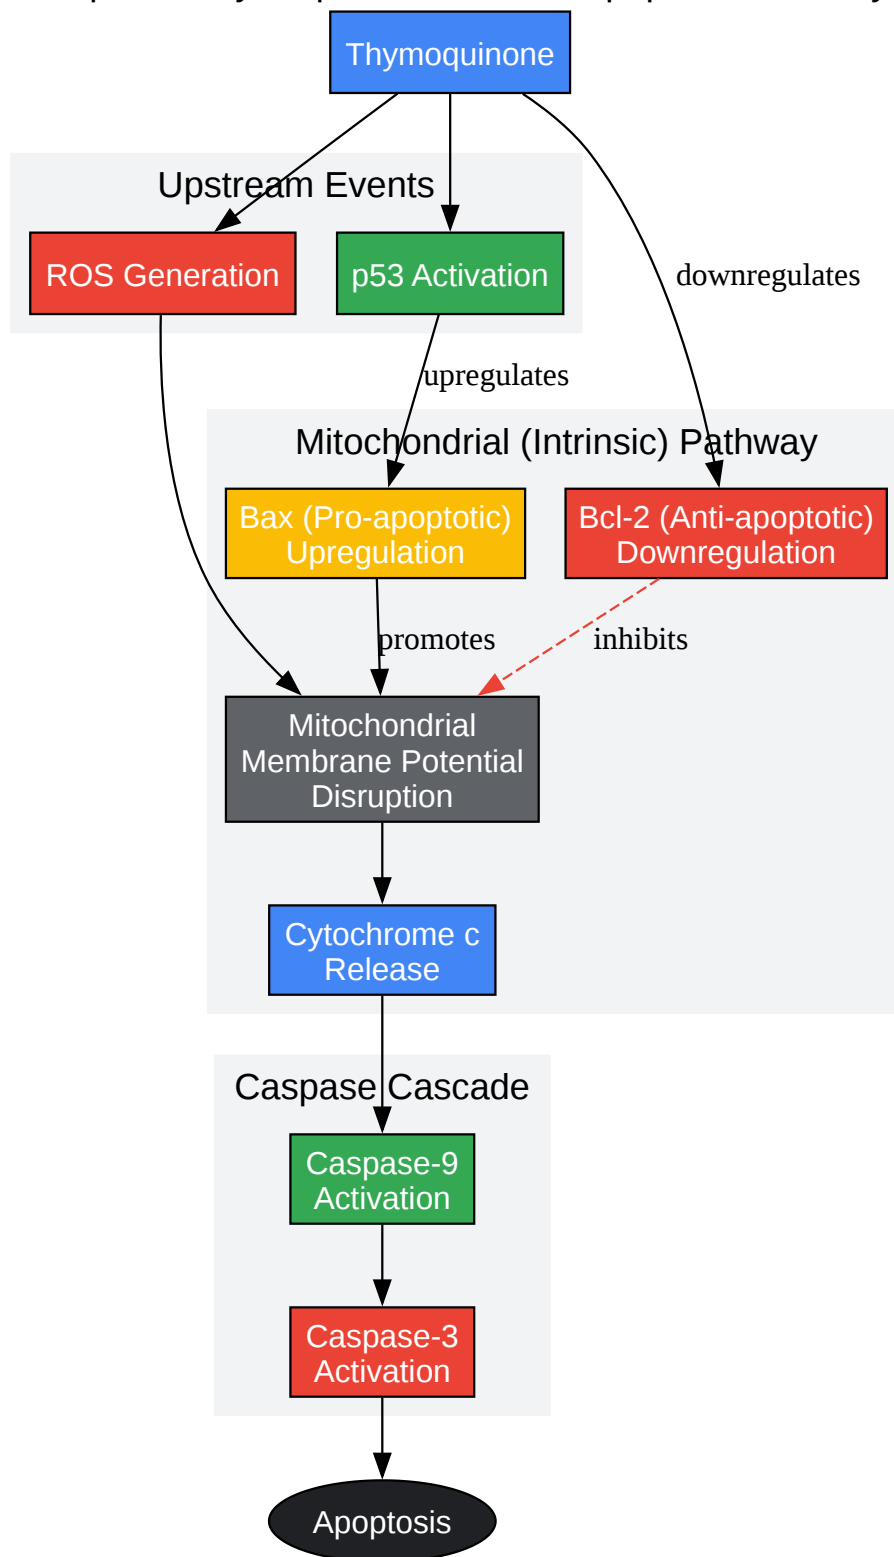 Thymoquinone
Upstream Events
ROS Generation
p53 Activation
downregulates
upregulates
Mitochondrial (Intrinsic) Pathway
Bax (Pro-apoptotic)
Upregulation
Bcl-2 (Anti-apoptotic)
Downregulation
promotes
inhibits
Mitochondrial
Membrane Potential
Disruption
Cytochrome c
Release
Caspase Cascade
Caspase-9
Activation
Caspase-3
Activation
Apoptosis